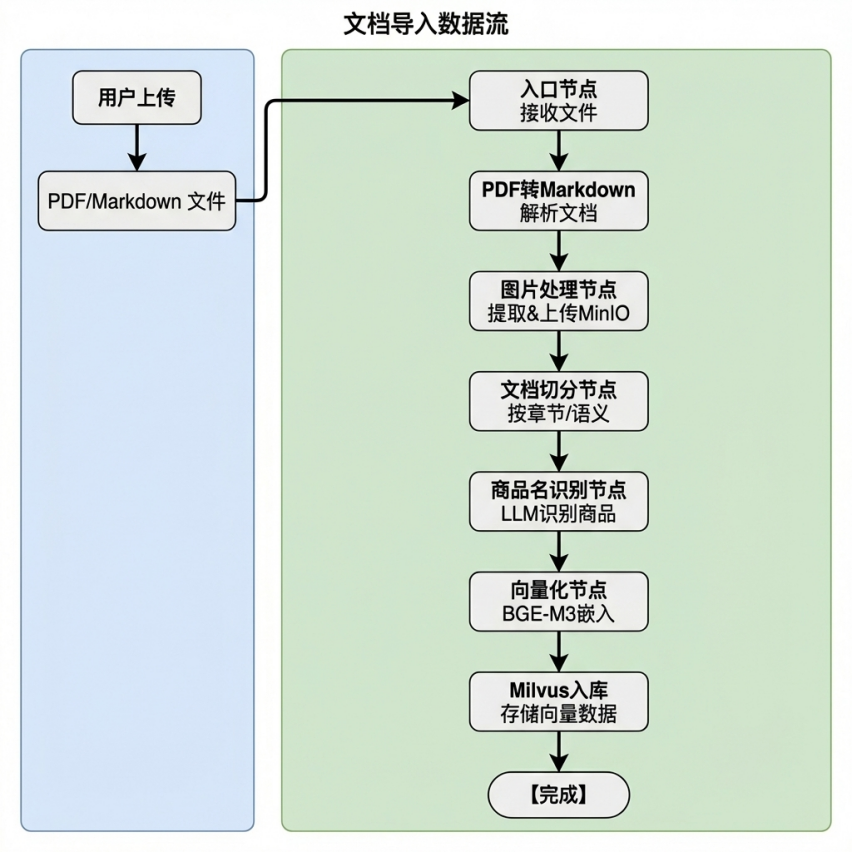 文档导入数据流
用户上传
PDF/Markdown 文件
入口节点
接收文件
PDF转Markdown
解析文档
图片处理节点
提取&上传MinIO
文档切分节点
按章节/语义
商品名识别节点
LLM识别商品
向量化节点
BGE-M3嵌入
Milvus入库
存储向量数据
【完成】